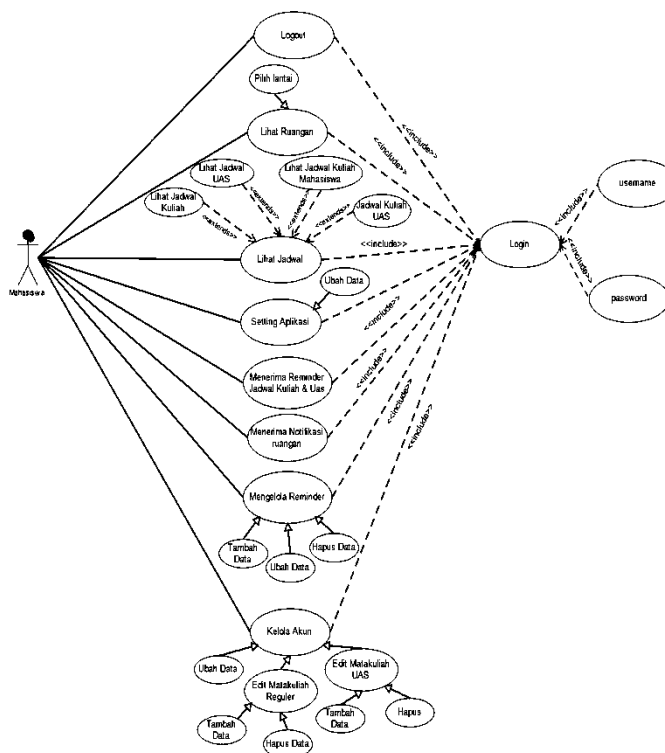 Logout
Pilih lantai
Lihat Ruangan
Lihat Jadwal
UAS
Lihat Jadwal Kuliah
Mahasiswa
Lihat Jadwal
Kuliah
Jadwal Kuliah
UAS
<<extends>>
<<extends>>
<<extends>>
<<extends>>
Lihat Jadwal
Mahasiswa
Ubah Data
Setting Aplikasi
Menerima Reminder
Jadwal Kuliah & Uas
Menerima Notifikasi
ruangan
Mengelola Reminder
Tambah
Data
Ubah Data
Hapus Data
Kelola Akun
Ubah Data
Edit Matakuliah
Reguler
Edit Matakuliah
UAS
Tambah
Data
Hapus Data
Tambah
Data
Hapus
<<include>>
<<include>>
<<include>>
<<include>>
<<include>>
<<include>>
<<include>>
Login
<<include>>
<<include>>
username
password